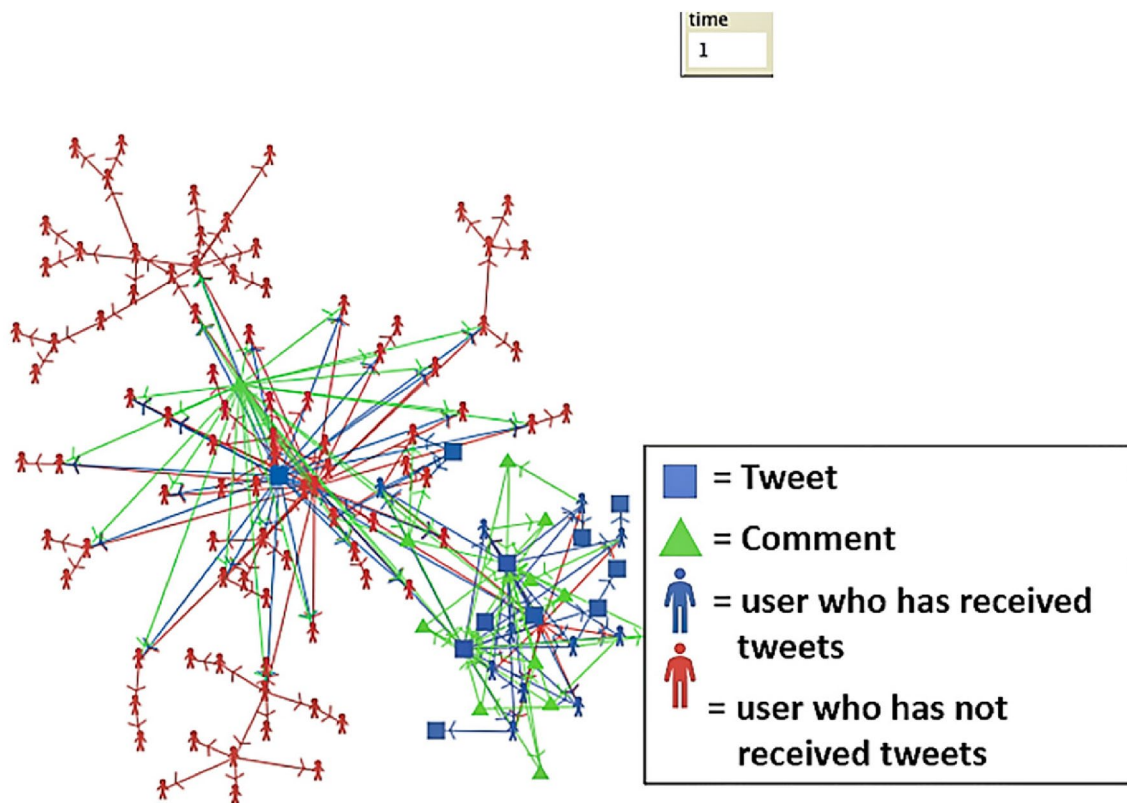 time
1
= Tweet
= Comment
= user who has received
tweets
= user who has not
received tweets